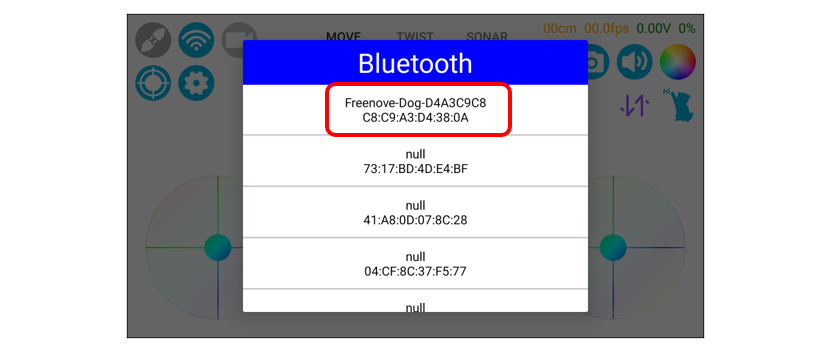 MOVE TWIST SONAR 00cm 00.0fps 0.00V 0%
Bluetooth
Freenove-Dog-D4A3C9C8
C8:C9:A3:D4:38:0A
null
73:17:BD:4D:E4:BF
null
41:A8:0D:07:8C:28
null
04:CF:8C:37:F5:77
null